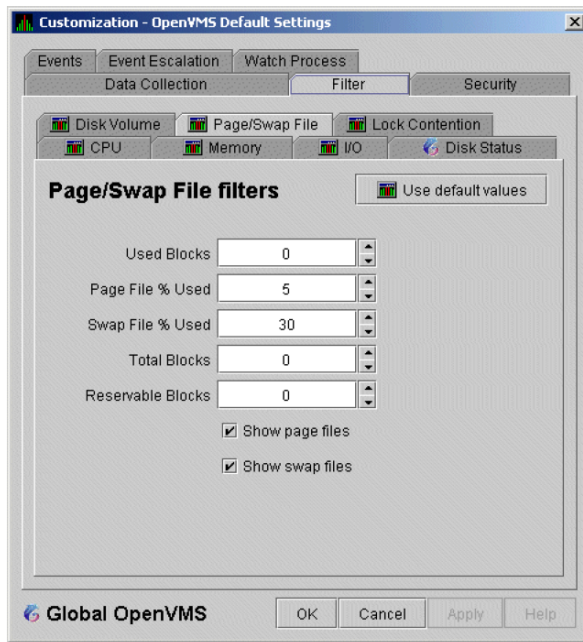 Customization - OpenVMS Default Settings
Events Event Escalation Watch Process
Data Collection Filter Security
Disk Volume Page/Swap File Lock Contention
CPU Memory I/O Disk Status
Page/Swap File filters Use default values
Used Blocks 0
Page File % Used 5
Swap File % Used 30
Total Blocks 0
Reservable Blocks 0
Show page files
Show swap files
Global OpenVMS OK Cancel Apply Help